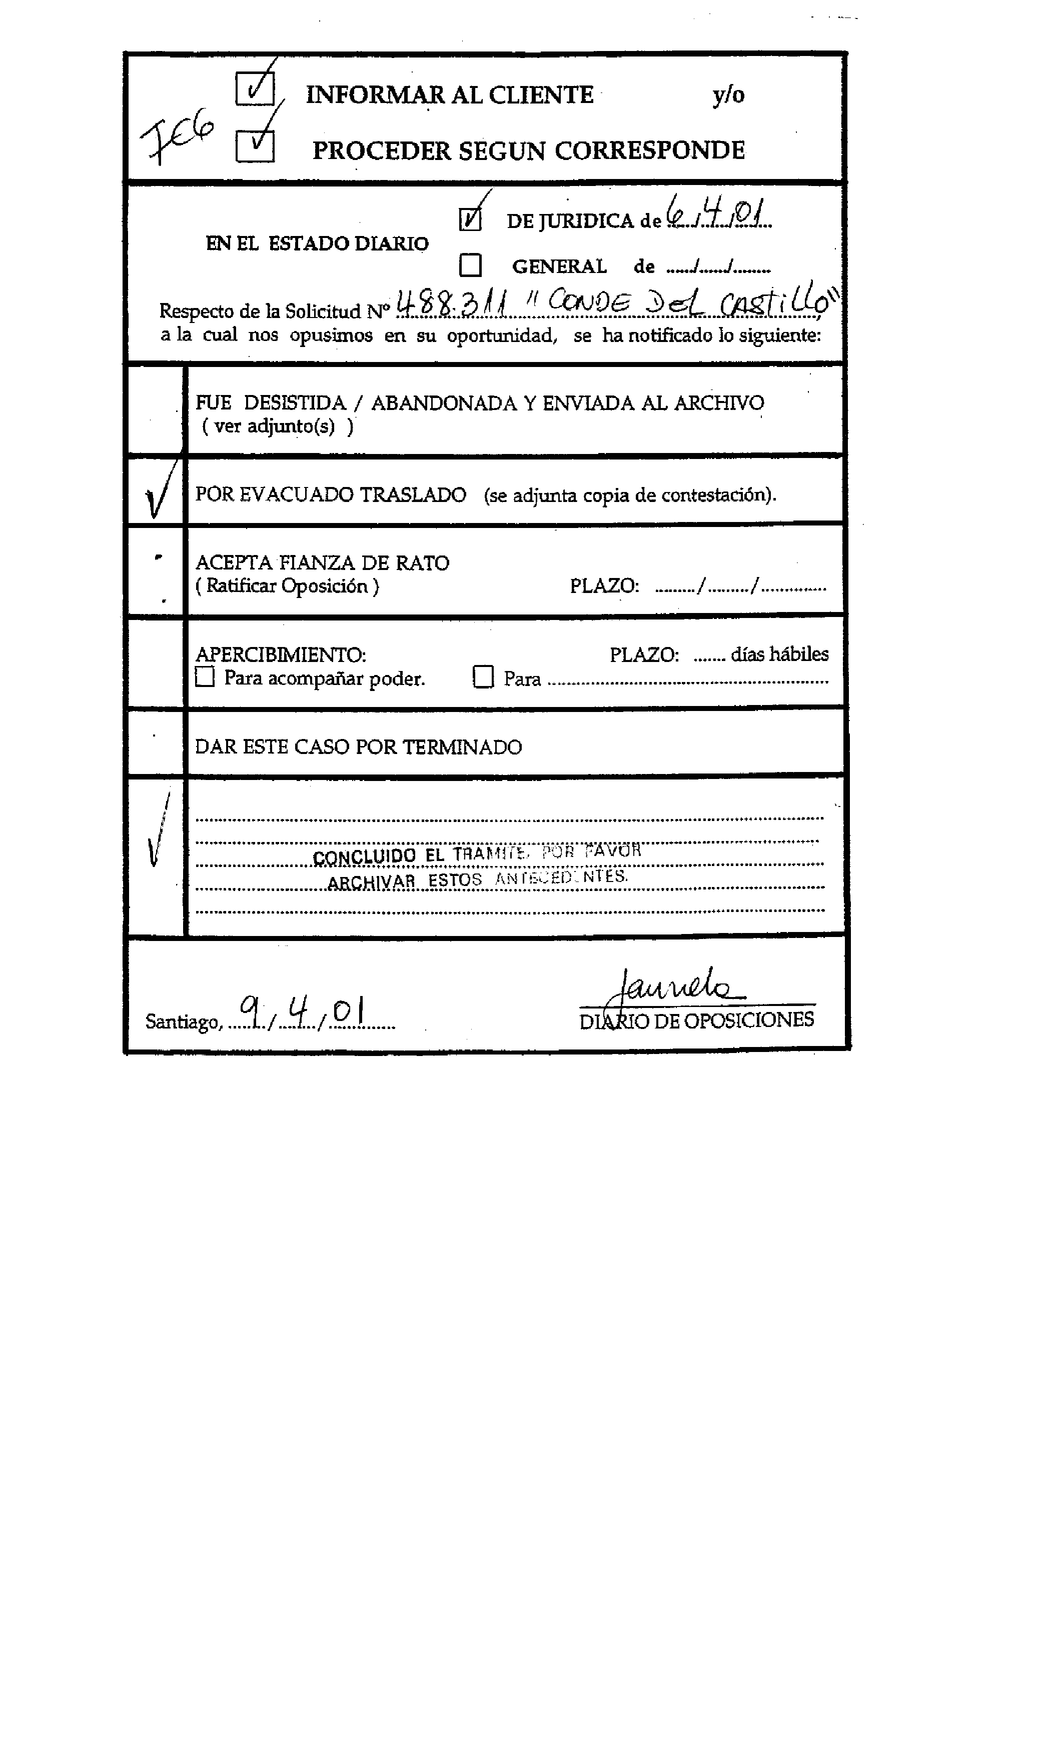 INFORMAR AL CLIENTE y/o
JEG
PROCEDER SEGUN CORRESPONDE
DE JURIDICA de 6/4/01
EN EL ESTADO DIARIO
GENERAL de ....../....../........
Respecto de la Solicitud Nº 488.311 "CONDE DEL CASTILLO"
a la cual nos opusimos en su oportunidad, se ha notificado lo siguiente:
FUE DESISTIDA / ABANDONADA Y ENVIADA AL ARCHIVO
( ver adjunto(s) )
POR EVACUADO TRASLADO (se adjunta copia de contestación).
ACEPTA FIANZA DE RATO
( Ratificar Oposición ) PLAZO: ........./........./..............
APERCIBIMIENTO: PLAZO: ....... días hábiles
Para acompañar poder. Para ..............................................................
DAR ESTE CASO POR TERMINADO
CONCLUIDO EL TRAMITE, POR FAVOR
ARCHIVAR ESTOS ANTECEDENTES.
Santiago, 9/4/01
DIARIO DE OPOSICIONES